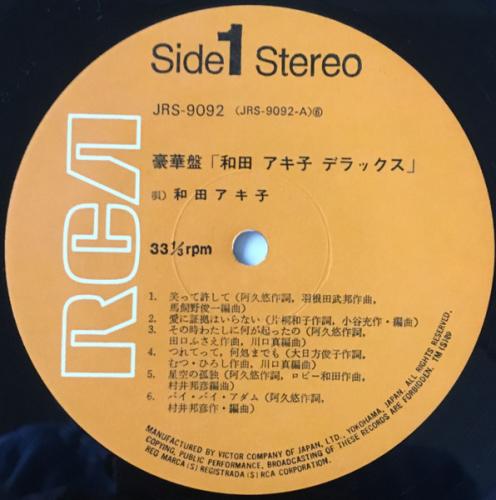 Side 1 Stereo
JRS-9092 (JRS-9092-A)⑥
豪華盤「和田 アキ子 デラックス」
唄)和田アキ子
RCA
33⅓rpm
1. 笑って許して(阿久悠作詞, 羽根田武邦作曲,
馬飼野俊一編曲)
2. 愛に証拠はいらない(片桐和子作詞, 小谷充作・編曲)
3. その時わたしに何が起ったの(阿久悠作詞,
田口ふさえ作曲, 川口真編曲)
4. つれてって, 何処までも(大日方俊子作詞,
むつ・ひろし作曲, 川口真編曲)
5. 星空の孤独(阿久悠作詞, ロビー和田作曲,
村井邦彦編曲)
6. バイ・バイ・アダム(阿久悠作詞,
村井邦彦作・編曲)
MANUFACTURED BY VICTOR COMPANY OF JAPAN, LTD., YOKOHAMA, JAPAN. ALL RIGHTS RESERVED.
COPYING, PUBLIC PERFORMANCE, BROADCASTING OF THESE RECORDS ARE FORBIDDEN. TM(S)®
REG MARCA(S) REGISTRADA(S) RCA CORPORATION.